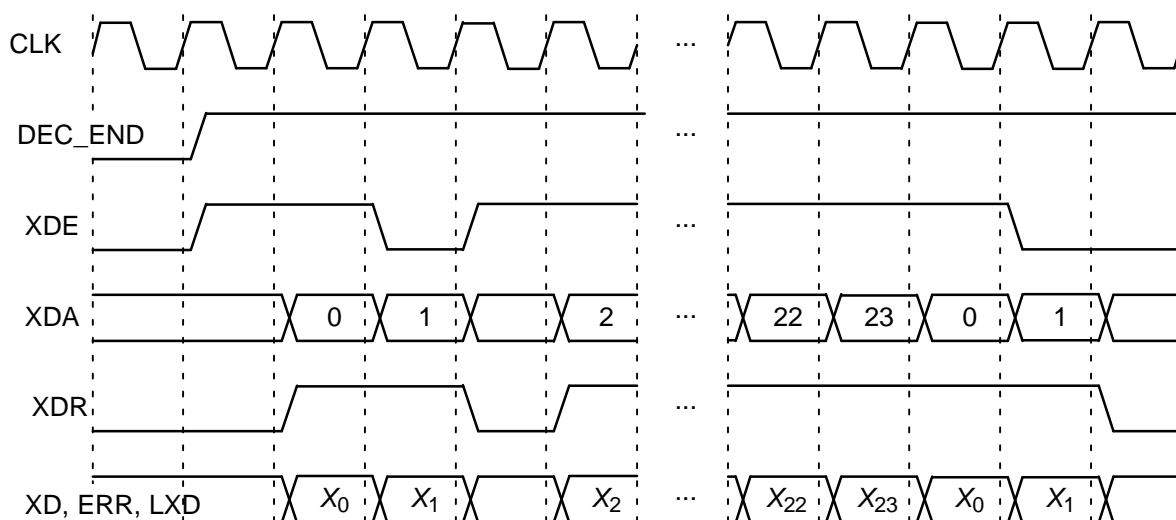 CLK ...
DEC_END ...
XDE ...
XDA 0 1 2 ... 22 23 0 1
XDR ...
XD, ERR, LXD X0 X1 X2 ... X22 X23 X0 X1